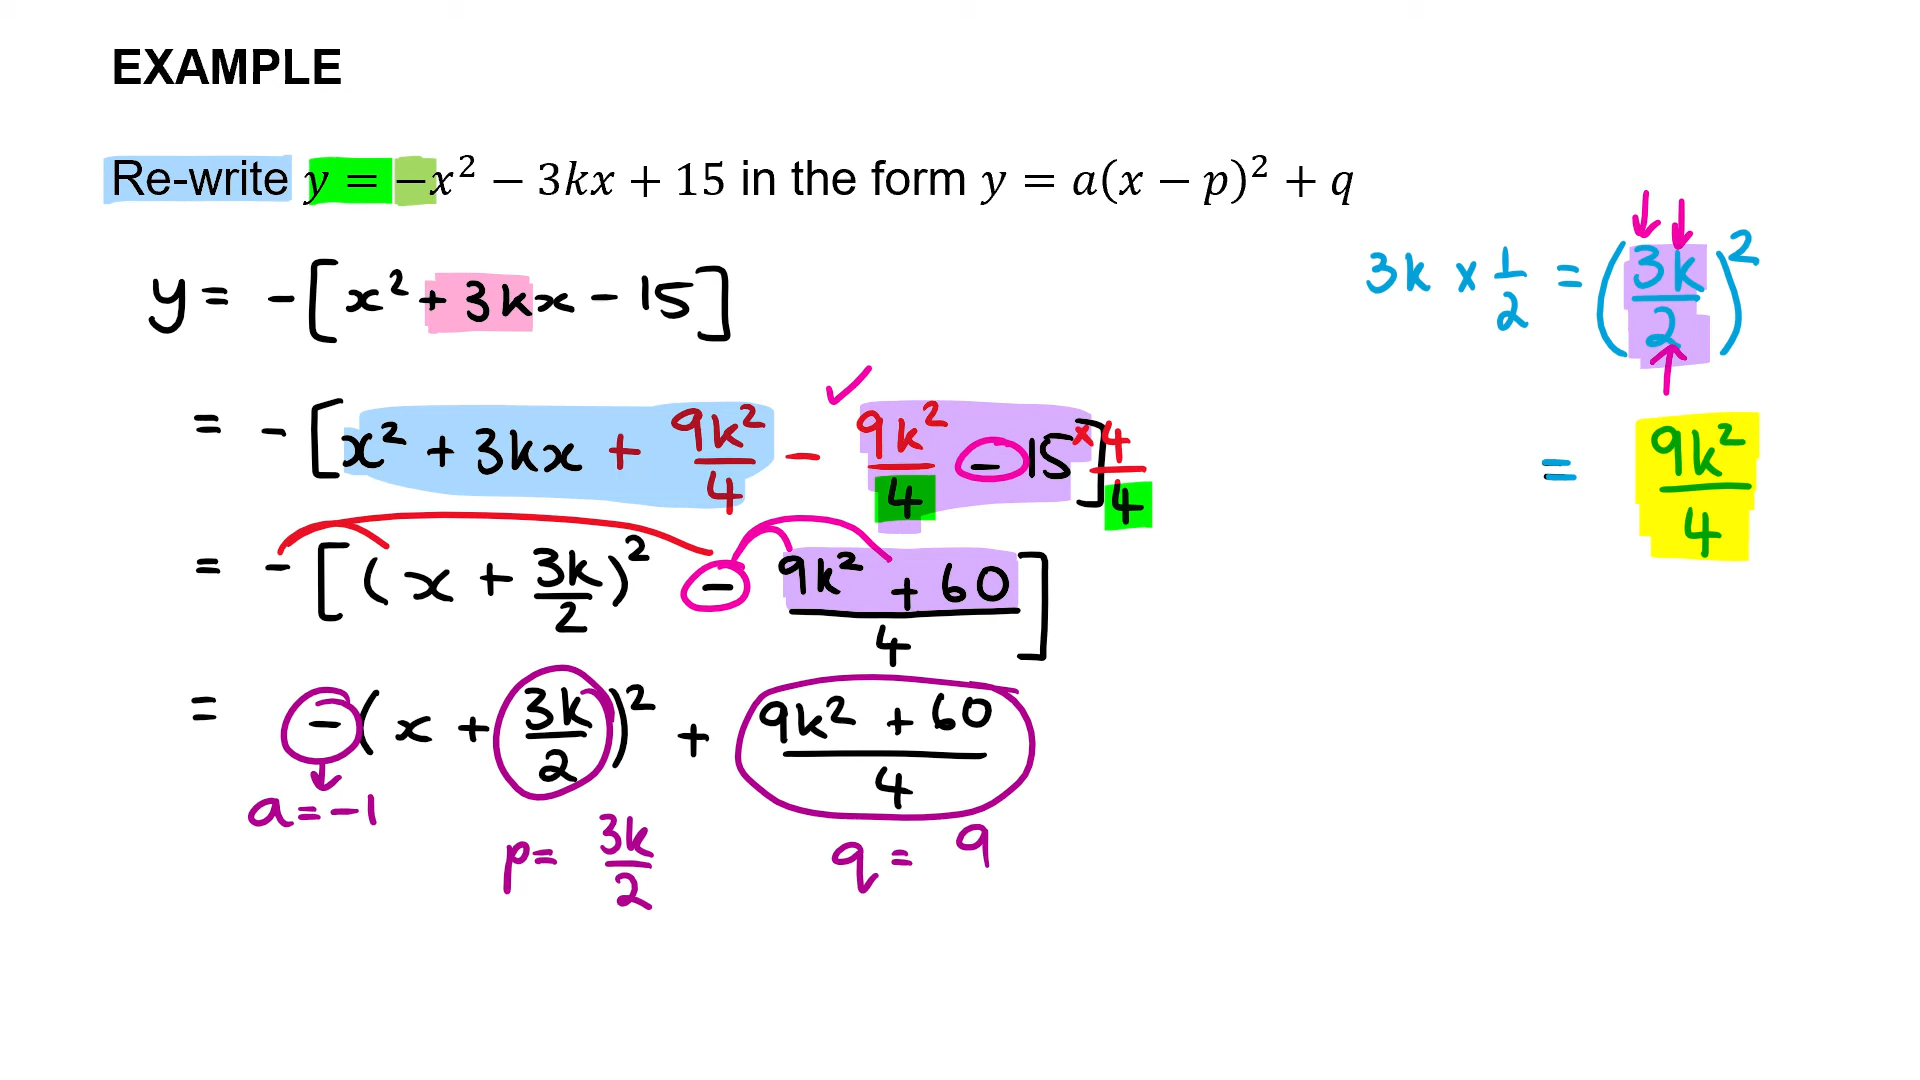 EXAMPLE
Re-write y = −x² − 3kx + 15 in the form y = a(x − p)² + q
y = -[x² + 3kx - 15]
= -[x² + 3kx + 9k²/4 - 9k²/4 - 15 × 4/4]
= -[(x + 3k/2)² - (9k² + 60)/4]
= -(x + 3k/2)² + (9k² + 60)/4
a = -1
p = 3k/2
q = 9
3k × 1/2 = (3k/2)²
= 9k²/4